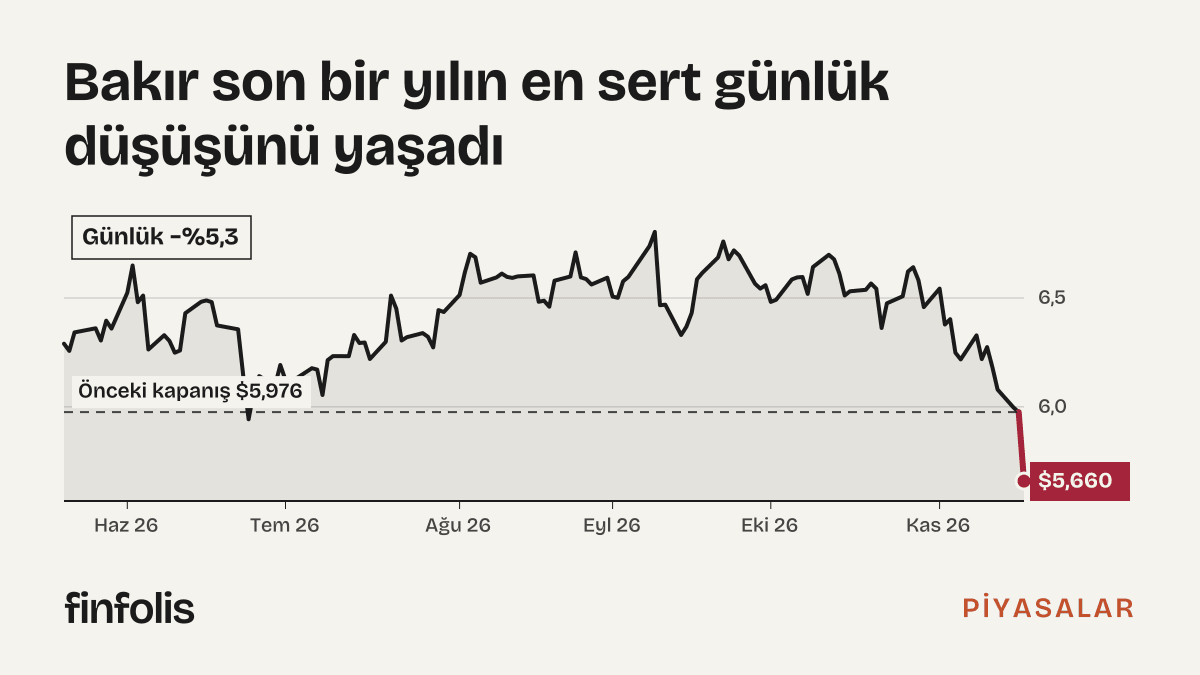 Bakır son bir yılın en sert günlük
düşüşünü yaşadı
Günlük −%5,3
6,5
Önceki kapanış $5,976
6,0
$5,660
Haz 26 Tem 26 Ağu 26 Eyl 26 Eki 26 Kas 26
finfolis
PİYASALAR